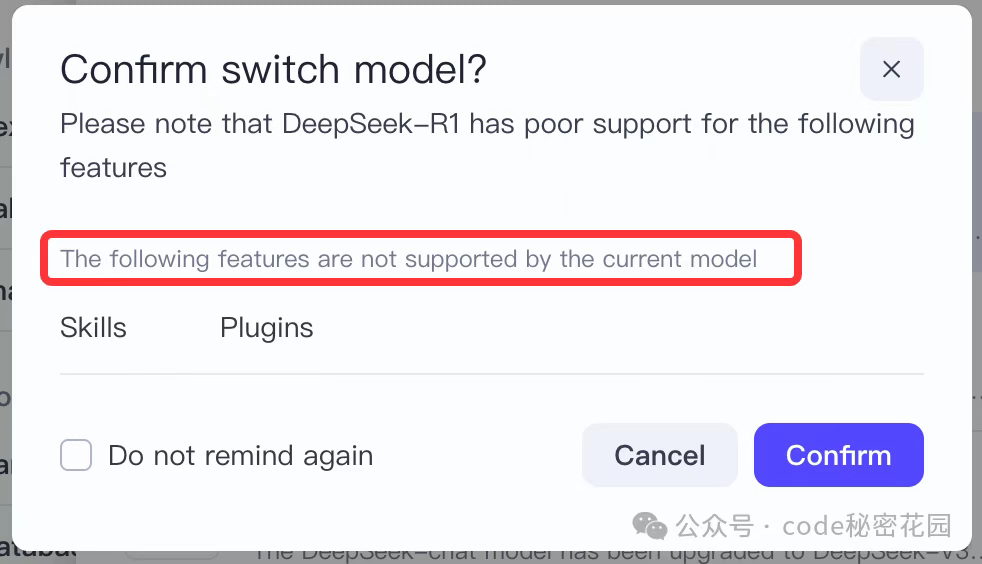 Confirm switch model?
Please note that DeepSeek-R1 has poor support for the following
features
The following features are not supported by the current model
Skills Plugins
Do not remind again
Cancel
Confirm
公众号 · code秘密花园
The DeepSeek-chat model has been upgraded to DeepSeek-V3...